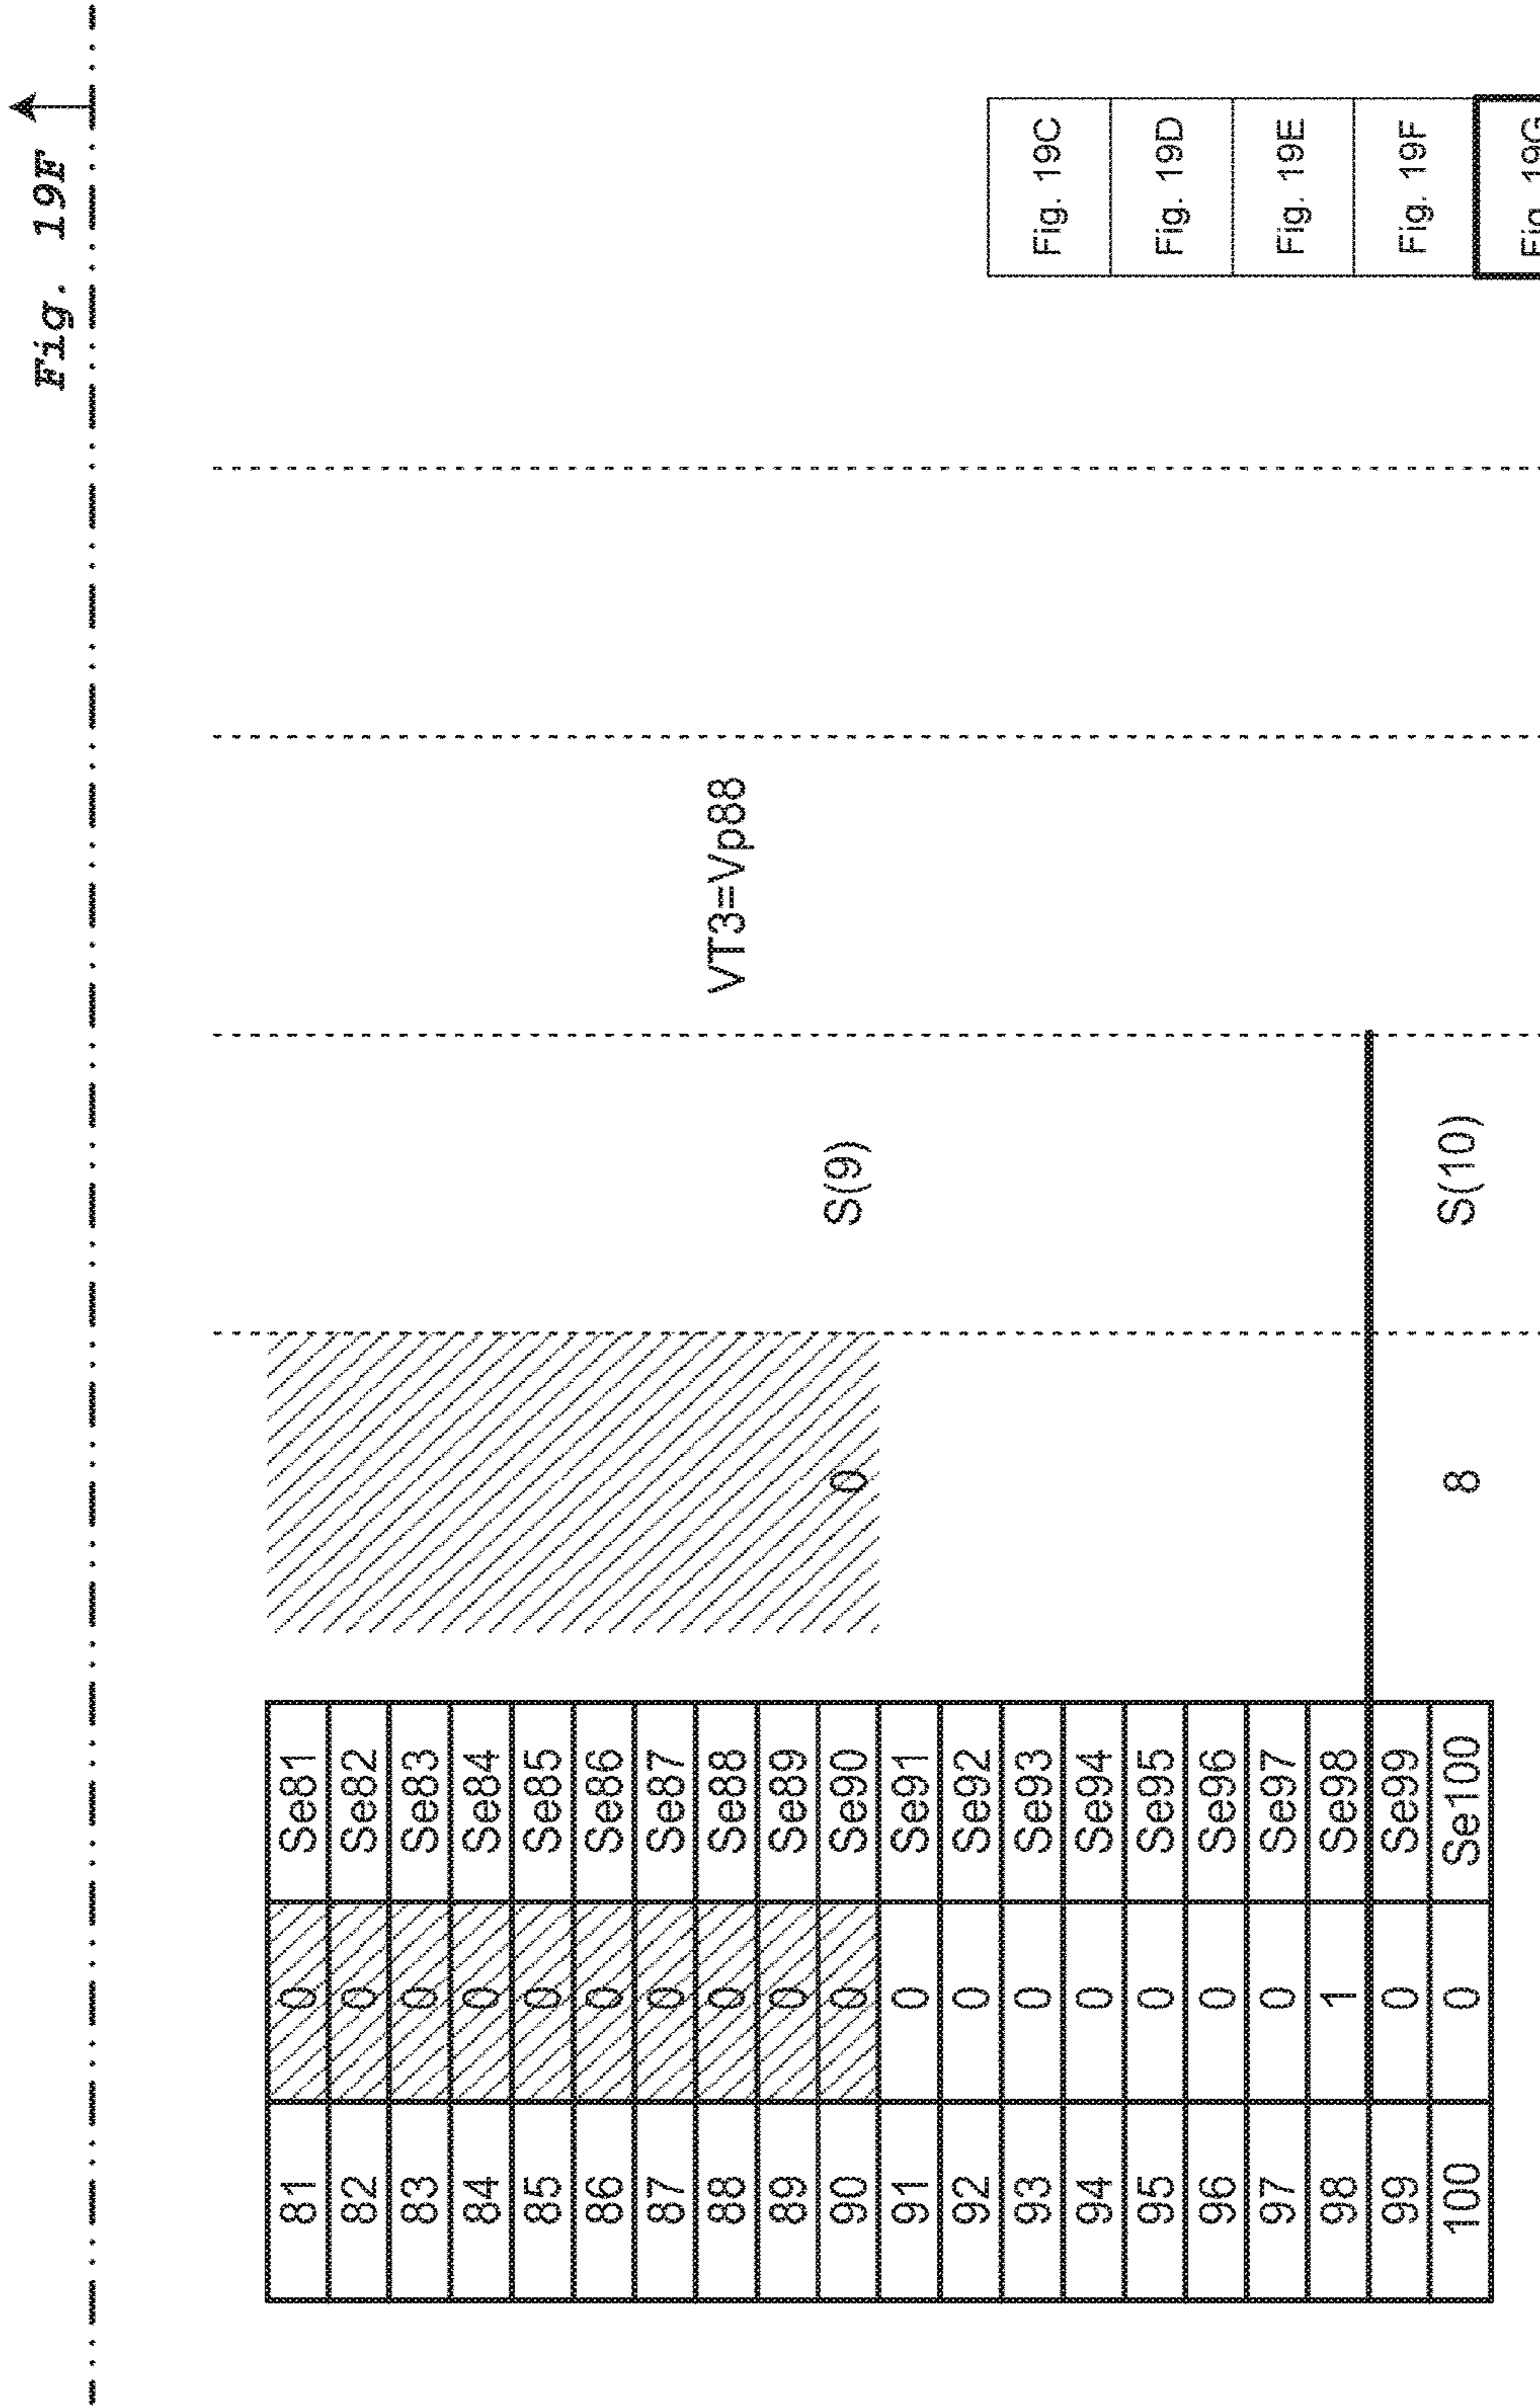 Fig. 19F
81 0 Se81
82 0 Se82
83 0 Se83
84 0 Se84
85 0 Se85
86 0 Se86
87 0 Se87
88 0 Se88 VT3=Vp88
89 0 Se89
90 0 Se90 0 S(9)
91 0 Se91
92 0 Se92
93 0 Se93
94 0 Se94
95 0 Se95
96 0 Se96
97 0 Se97
98 1 Se98
99 0 Se99
100 0 Se100 8 S(10)
Fig. 19C
Fig. 19D
Fig. 19E
Fig. 19F
Fig. 19G